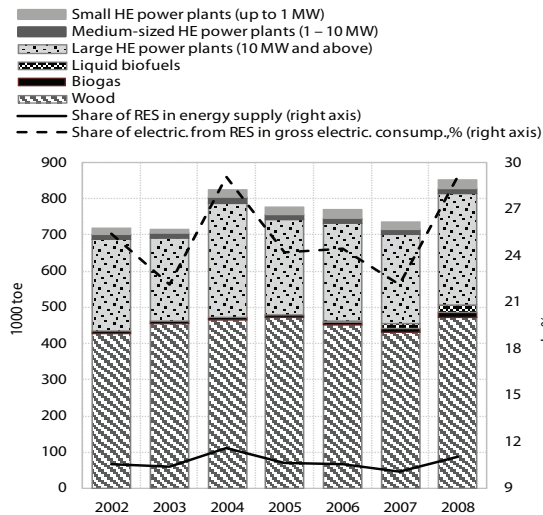 Small HE power plants (up to 1 MW)
Medium-sized HE power plants (1 – 10 MW)
Large HE power plants (10 MW and above)
Liquid biofuels
Biogas
Wood
Share of RES in energy supply (right axis)
Share of electric. from RES in gross electric. consump.,% (right axis)
900
800
700
600
500
400
300
200
100
0
1000 toe
30
27
24
21
18
15
12
9
2002 2003 2004 2005 2006 2007 2008